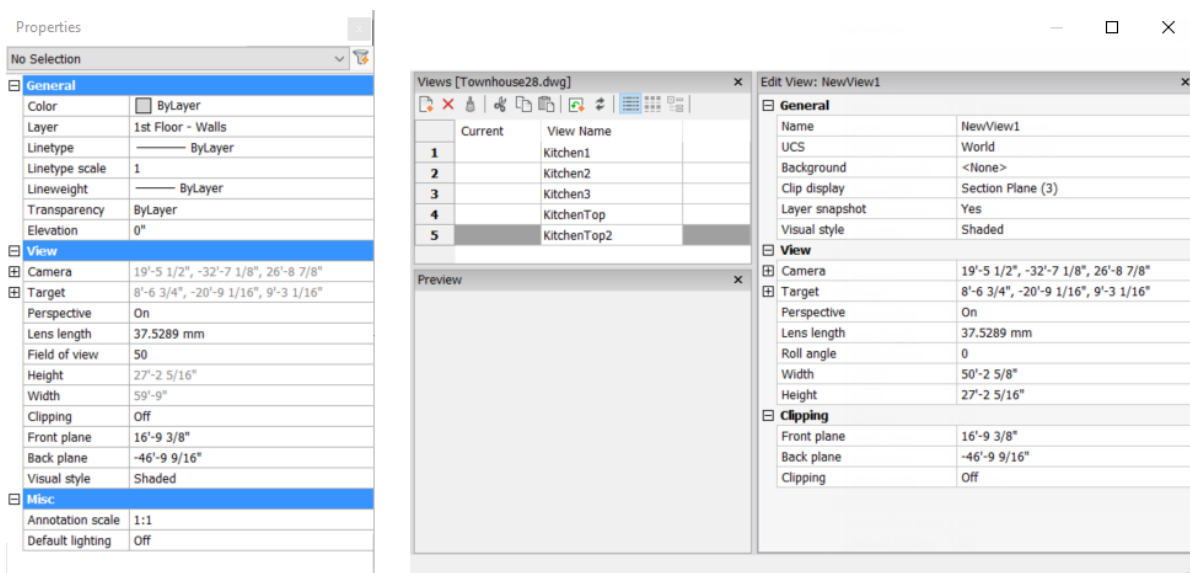 Properties
No Selection
General
Color ByLayer
Layer 1st Floor - Walls
Linetype ByLayer
Linetype scale 1
Lineweight ByLayer
Transparency ByLayer
Elevation 0"
View
Camera 19'-5 1/2", -32'-7 1/8", 26'-8 7/8"
Target 8'-6 3/4", -20'-9 1/16", 9'-3 1/16"
Perspective On
Lens length 37.5289 mm
Field of view 50
Height 27'-2 5/16"
Width 59'-9"
Clipping Off
Front plane 16'-9 3/8"
Back plane -46'-9 9/16"
Visual style Shaded
Misc
Annotation scale 1:1
Default lighting Off
Views [Townhouse28.dwg]
Current View Name
1 Kitchen1
2 Kitchen2
3 Kitchen3
4 KitchenTop
5 KitchenTop2
Preview
Edit View: NewView1
General
Name NewView1
UCS World
Background <None>
Clip display Section Plane (3)
Layer snapshot Yes
Visual style Shaded
View
Camera 19'-5 1/2", -32'-7 1/8", 26'-8 7/8"
Target 8'-6 3/4", -20'-9 1/16", 9'-3 1/16"
Perspective On
Lens length 37.5289 mm
Roll angle 0
Width 50'-2 5/8"
Height 27'-2 5/16"
Clipping
Front plane 16'-9 3/8"
Back plane -46'-9 9/16"
Clipping Off